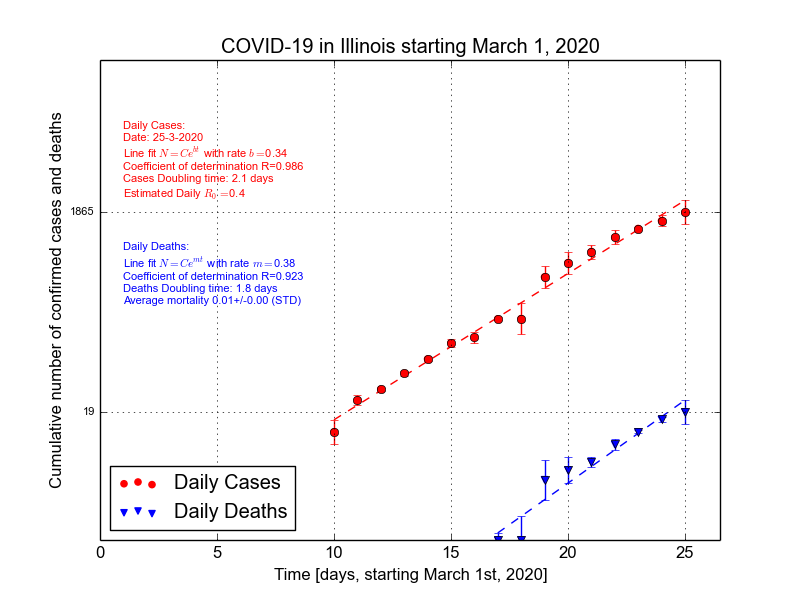 COVID-19 in Illinois starting March 1, 2020
Cumulative number of confirmed cases and deaths
Daily Cases:
Date: 25-3-2020
Line fit N=Ce^{bt} with rate b=0.34
Coefficient of determination R=0.986
Cases Doubling time: 2.1 days
Estimated Daily R_0=0.4
1865
Daily Deaths:
Line fit N=Ce^{mt} with rate m=0.38
Coefficient of determination R=0.923
Deaths Doubling time: 1.8 days
Average mortality 0.01+/-0.00 (STD)
19
Daily Cases
Daily Deaths
0 5 10 15 20 25
Time [days, starting March 1st, 2020]